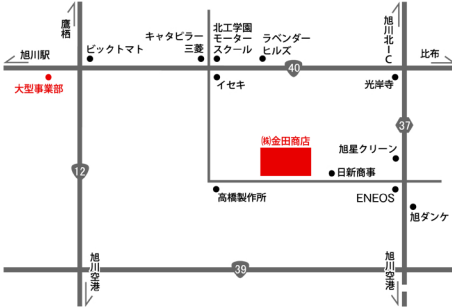 鷹栖
旭川北IC
比布
旭川駅
ビックトマト
キャタピラー
三菱
北工学園
モーター
スクール
ラベンダー
ヒルズ
40
大型事業部
イセキ
光岸寺
37
㈱金田商店
旭星クリーン
日新商事
12
高橋製作所
ENEOS
旭ダンケ
旭川空港
39
旭川空港